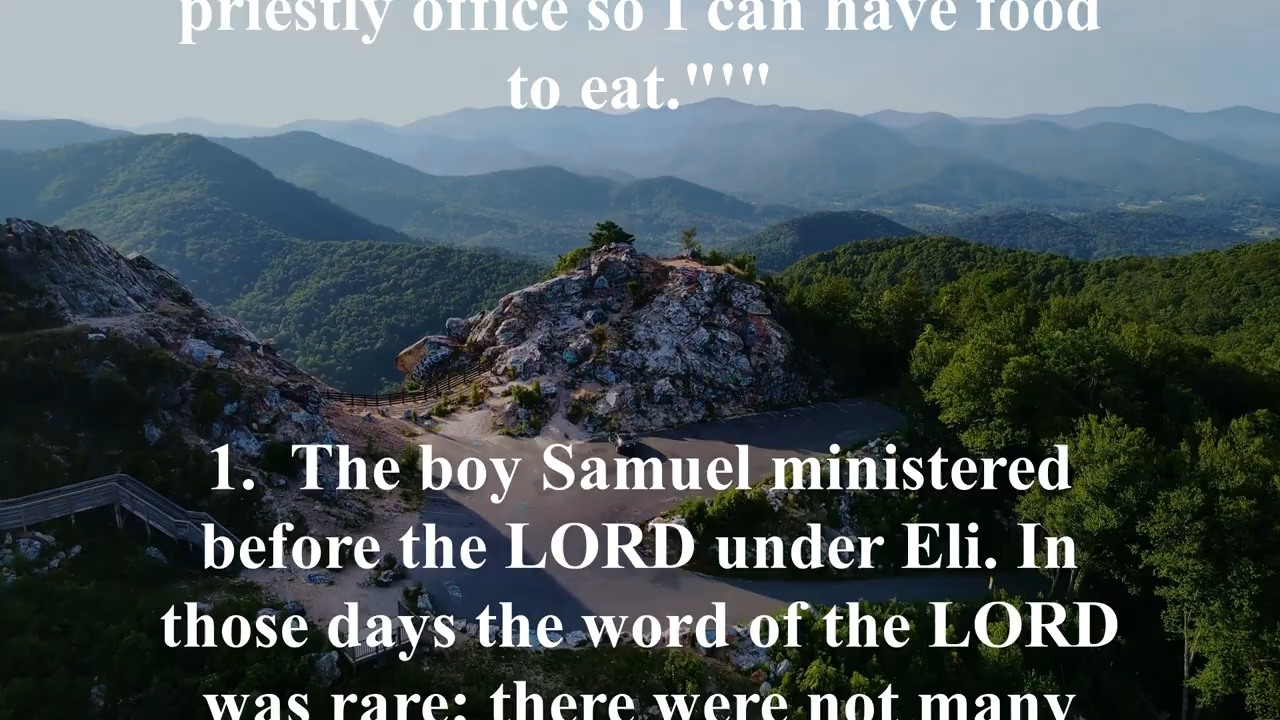 priestly office so I can have food
to eat."'"
1. The boy Samuel ministered
before the LORD under Eli. In
those days the word of the LORD
was rare; there were not many